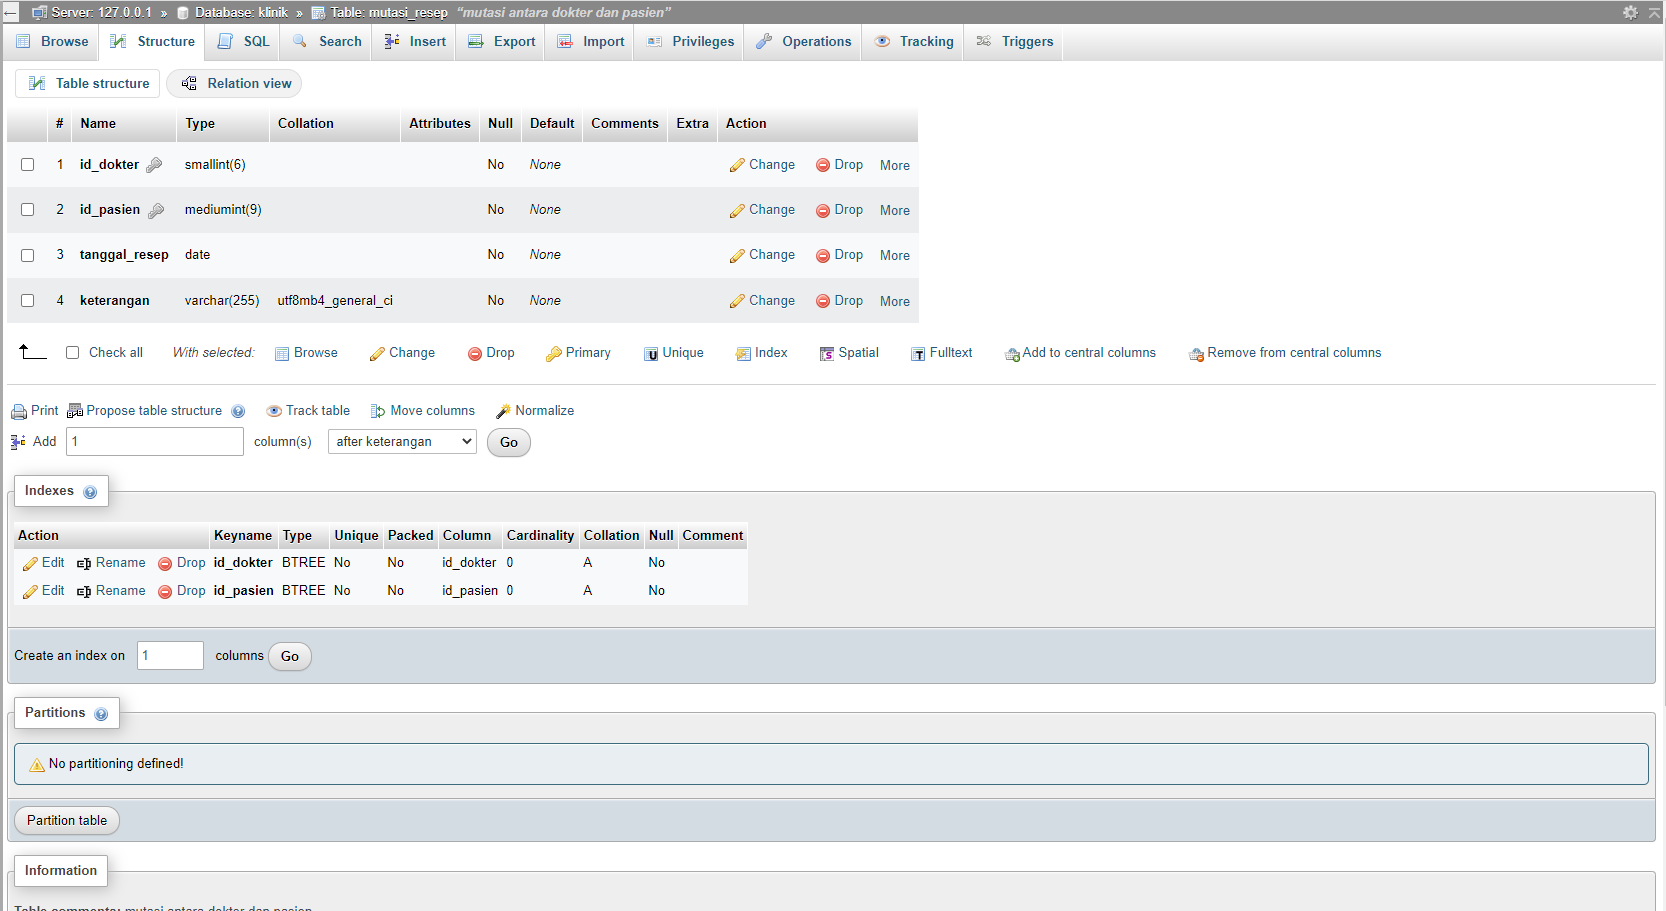 Server: 127.0.0.1 » Database: klinik » Table: mutasi_resep "mutasi antara dokter dan pasien"
Browse Structure SQL Search Insert Export Import Privileges Operations Tracking Triggers
Table structure Relation view
# Name Type Collation Attributes Null Default Comments Extra Action
1 id_dokter smallint(6) No None Change Drop More
2 id_pasien mediumint(9) No None Change Drop More
3 tanggal_resep date No None Change Drop More
4 keterangan varchar(255) utf8mb4_general_ci No None Change Drop More
Check all With selected: Browse Change Drop Primary Unique Index Spatial Fulltext Add to central columns Remove from central columns
Print Propose table structure Track table Move columns Normalize
Add 1 column(s) after keterangan Go
Indexes
Action Keyname Type Unique Packed Column Cardinality Collation Null Comment
Edit Rename Drop id_dokter BTREE No No id_dokter 0 A No
Edit Rename Drop id_pasien BTREE No No id_pasien 0 A No
Create an index on 1 columns Go
Partitions
No partitioning defined!
Partition table
Information
Table comments: mutasi antara dokter dan pasien